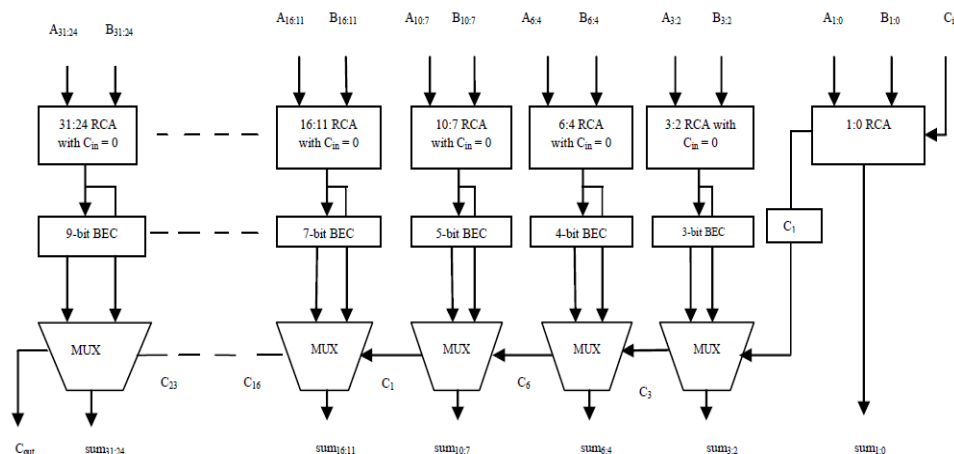 A31:24 B31:24 A16:11 B16:11 A10:7 B10:7 A6:4 B6:4 A3:2 B3:2 A1:0 B1:0
31:24 RCA
with Cin = 0
16:11 RCA
with Cin = 0
10:7 RCA
with Cin = 0
6:4 RCA
with Cin = 0
3:2 RCA with
Cin = 0
1:0 RCA
9-bit BEC
7-bit BEC
5-bit BEC
4-bit BEC
3-bit BEC
C1
MUX MUX MUX MUX MUX
C23 C16 C1 C6 C3
Cout sum31:24 sum16:11 sum10:7 sum6:4 sum3:2 sum1:0